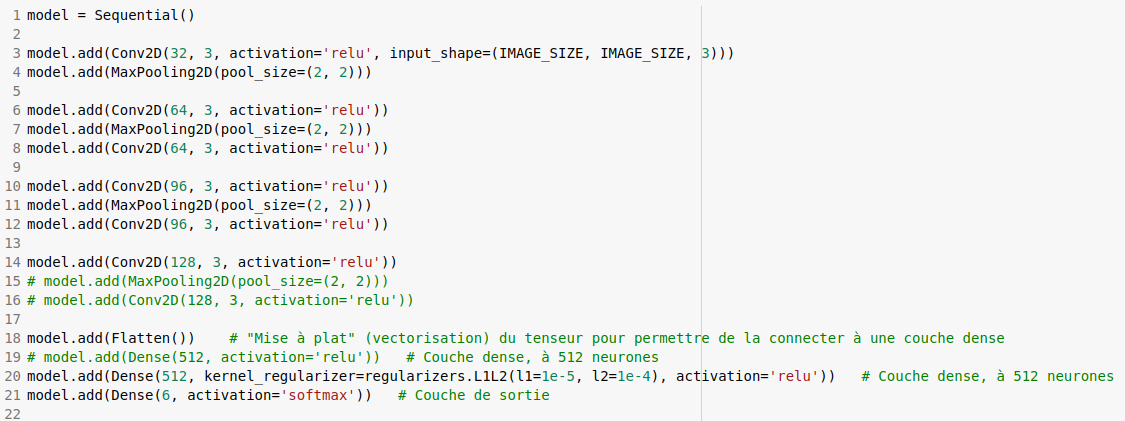 1 model = Sequential()
2
3 model.add(Conv2D(32, 3, activation='relu', input_shape=(IMAGE_SIZE, IMAGE_SIZE, 3)))
4 model.add(MaxPooling2D(pool_size=(2, 2)))
5
6 model.add(Conv2D(64, 3, activation='relu'))
7 model.add(MaxPooling2D(pool_size=(2, 2)))
8 model.add(Conv2D(64, 3, activation='relu'))
9
10 model.add(Conv2D(96, 3, activation='relu'))
11 model.add(MaxPooling2D(pool_size=(2, 2)))
12 model.add(Conv2D(96, 3, activation='relu'))
13
14 model.add(Conv2D(128, 3, activation='relu'))
15 # model.add(MaxPooling2D(pool_size=(2, 2)))
16 # model.add(Conv2D(128, 3, activation='relu'))
17
18 model.add(Flatten())    # "Mise à plat" (vectorisation) du tenseur pour permettre de la connecter à une couche dense
19 # model.add(Dense(512, activation='relu'))   # Couche dense, à 512 neurones
20 model.add(Dense(512, kernel_regularizer=regularizers.L1L2(l1=1e-5, l2=1e-4), activation='relu'))   # Couche dense, à 512 neurones
21 model.add(Dense(6, activation='softmax'))   # Couche de sortie
22